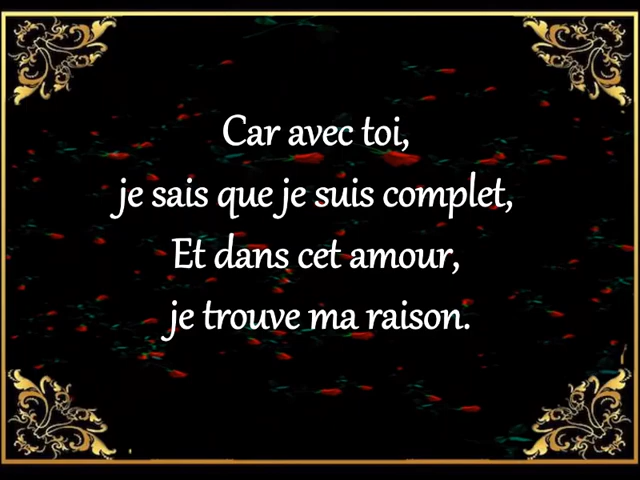 Car avec toi,
je sais que je suis complet,
Et dans cet amour,
je trouve ma raison.